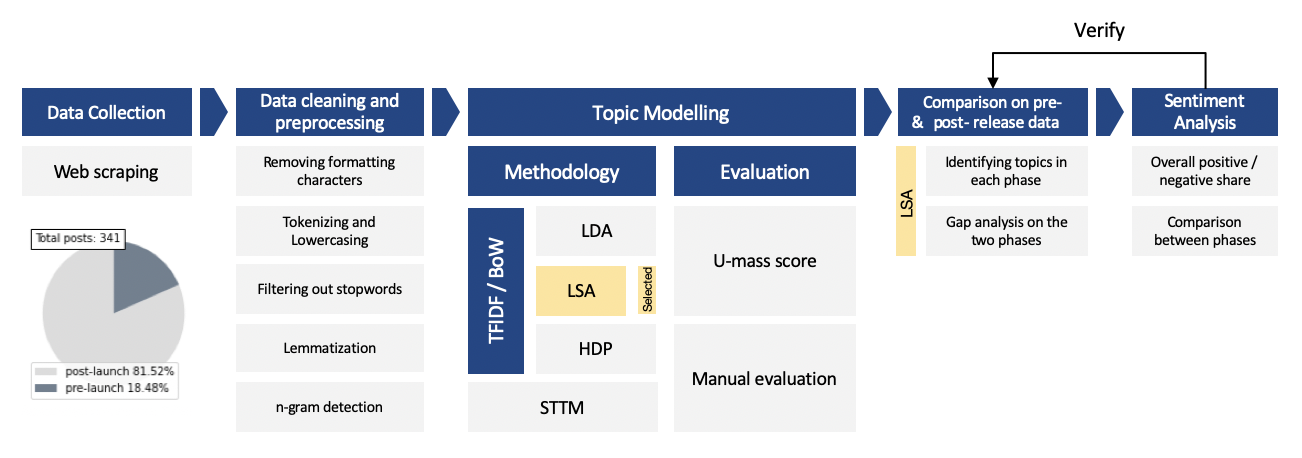 Verify
Data Collection
Data cleaning and
preprocessing
Topic Modelling
Comparison on pre-
& post- release data
Sentiment
Analysis
Web scraping
Total posts: 341
post-launch 81.52%
pre-launch 18.48%
Removing formatting
characters
Tokenizing and
Lowercasing
Filtering out stopwords
Lemmatization
n-gram detection
Methodology
TFIDF / BoW
LDA
LSA
Selected
HDP
STTM
Evaluation
U-mass score
Manual evaluation
LSA
Identifying topics in
each phase
Gap analysis on the
two phases
Overall positive /
negative share
Comparison
between phases